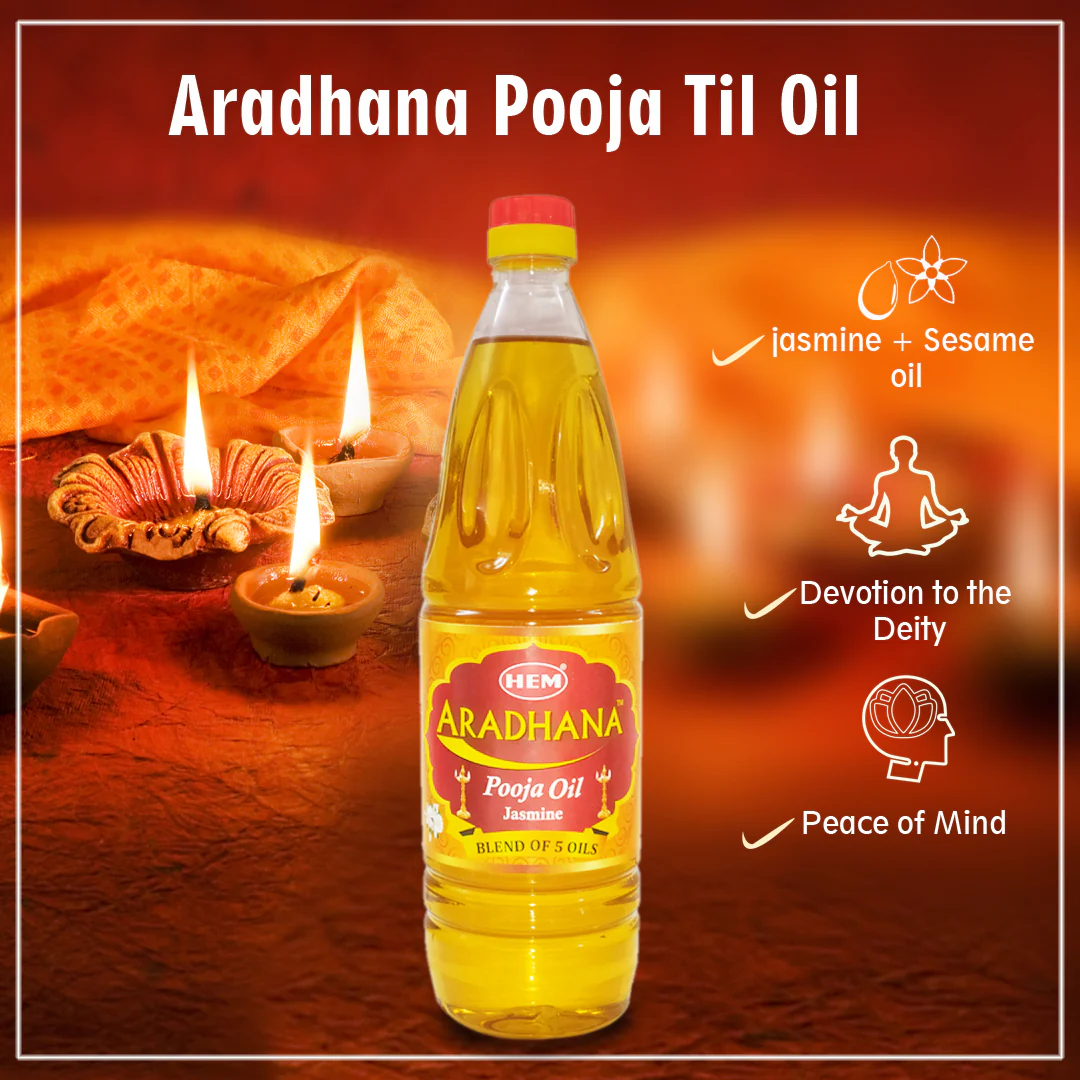 Aradhana Pooja Til Oil
jasmine + Sesame
oil
Devotion to the
Deity
Peace of Mind
HEM®
ARADHANA™
Pooja Oil
Jasmine
BLEND OF 5 OILS